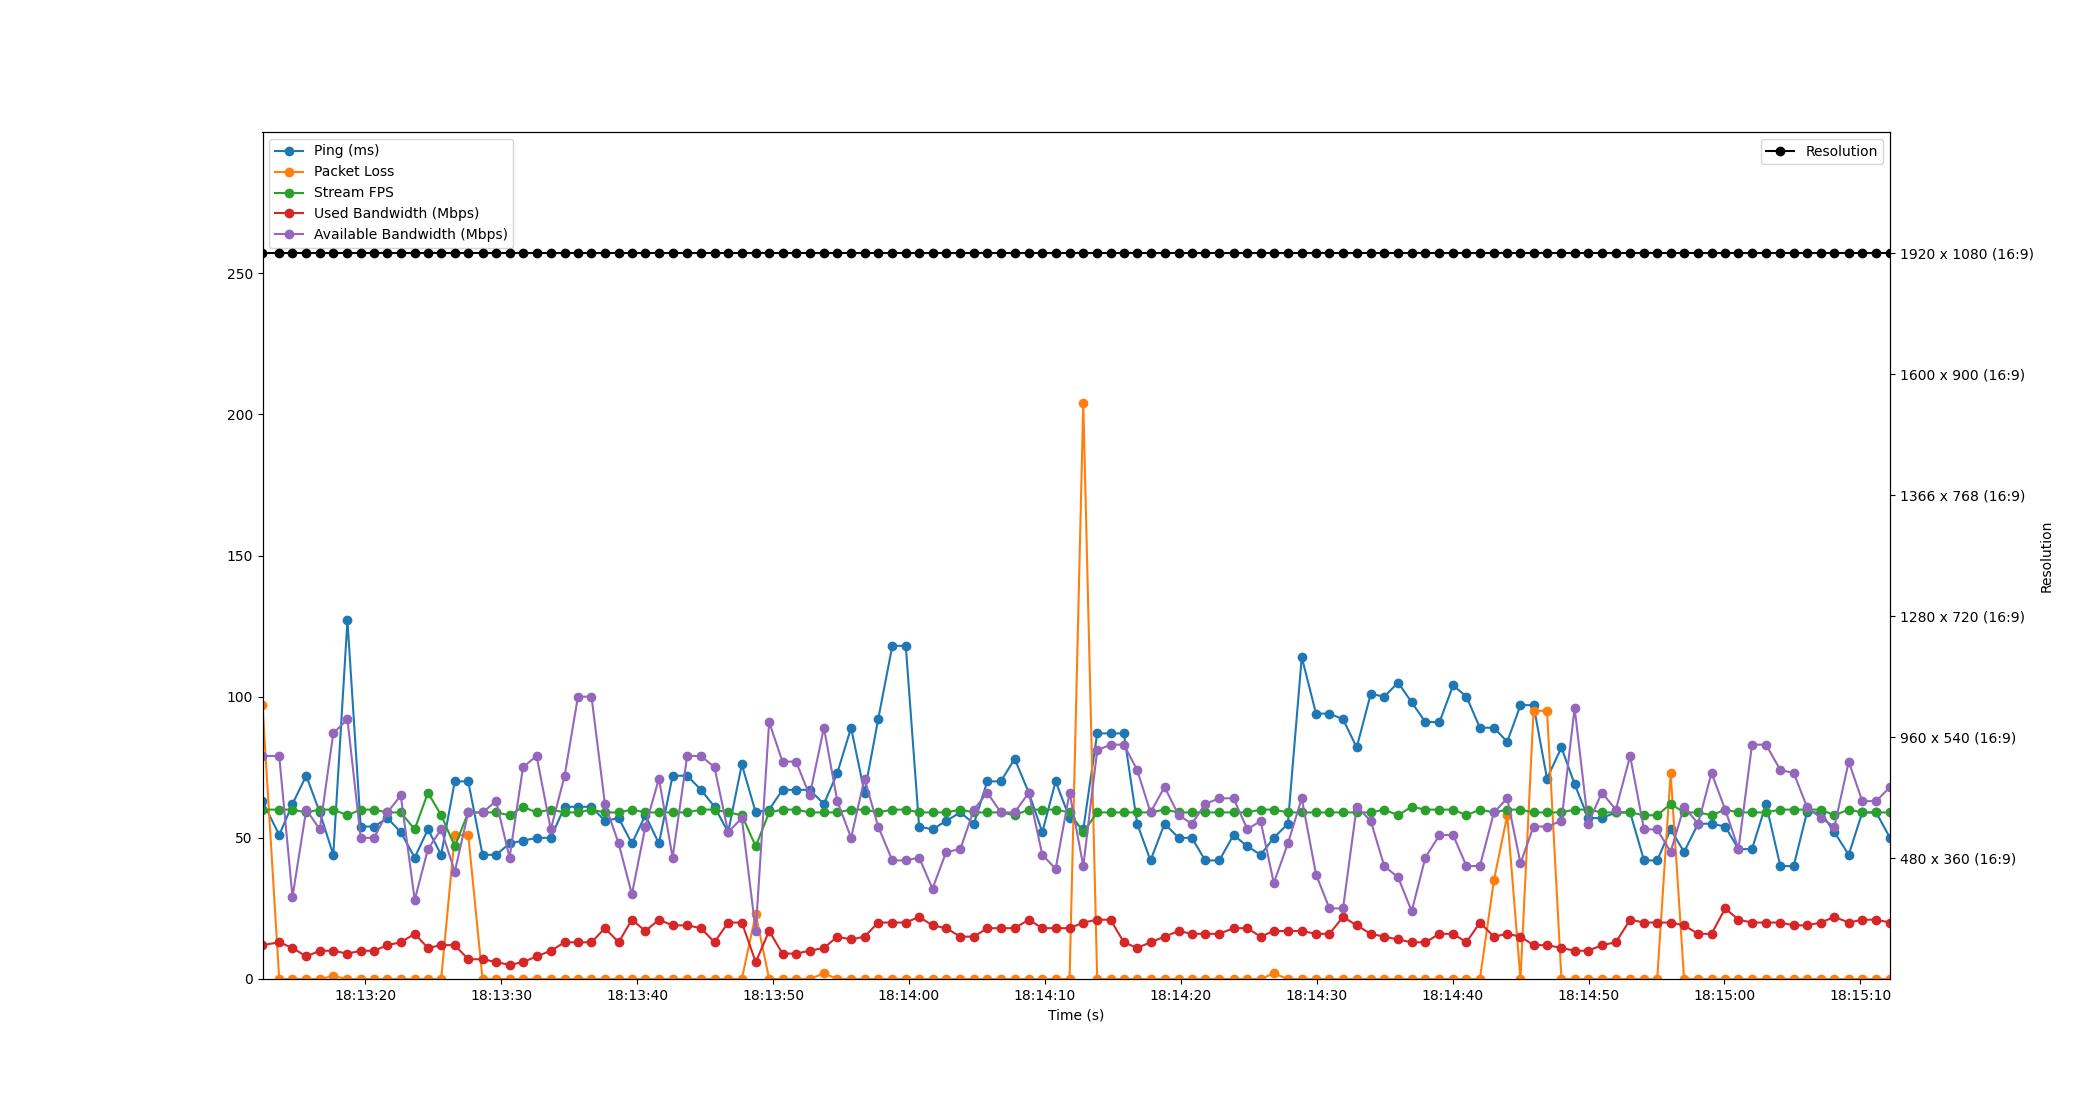 Ping (ms)
Packet Loss
Stream FPS
Used Bandwidth (Mbps)
Available Bandwidth (Mbps)
Resolution
250
200
150
100
50
0
1920 x 1080 (16:9)
1600 x 900 (16:9)
1366 x 768 (16:9)
1280 x 720 (16:9)
960 x 540 (16:9)
480 x 360 (16:9)
Resolution
18:13:20 18:13:30 18:13:40 18:13:50 18:14:00 18:14:10 18:14:20 18:14:30 18:14:40 18:14:50 18:15:00 18:15:10
Time (s)